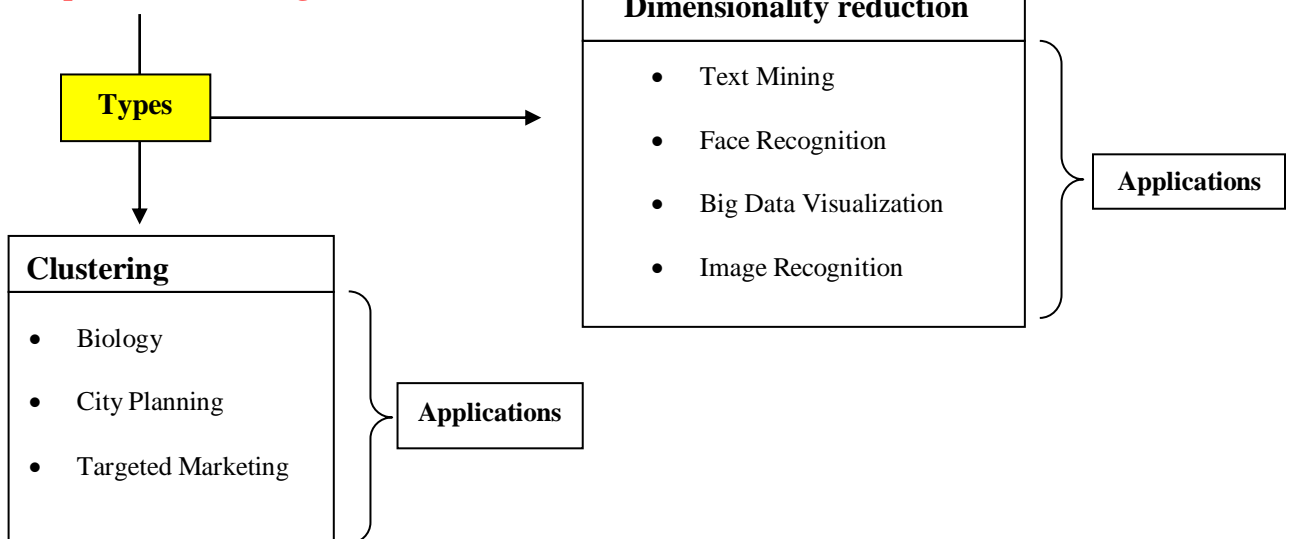 Dimensionality reduction
Types
• Text Mining
• Face Recognition
• Big Data Visualization
• Image Recognition
Applications
Clustering
• Biology
• City Planning
• Targeted Marketing
Applications